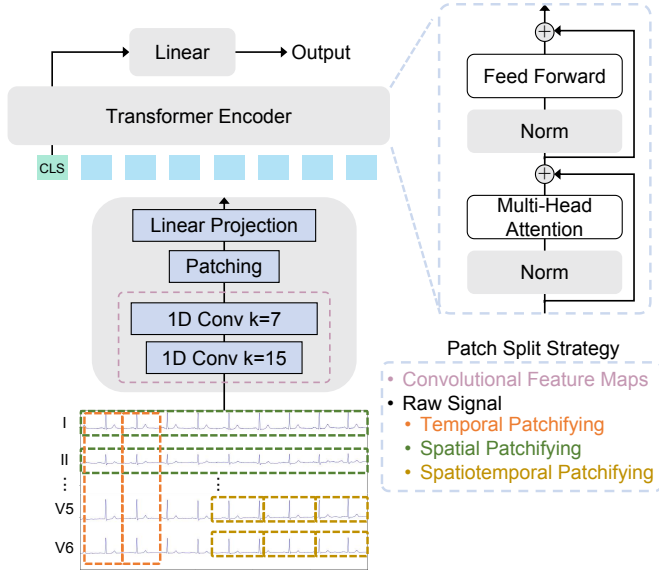 Linear
Output
Transformer Encoder
CLS
Linear Projection
Patching
1D Conv k=7
1D Conv k=15
I
II
⋮
⋮
V5
V6
Feed Forward
Norm
Multi-Head
Attention
Norm
Patch Split Strategy
• Convolutional Feature Maps
• Raw Signal
• Temporal Patchifying
• Spatial Patchifying
• Spatiotemporal Patchifying